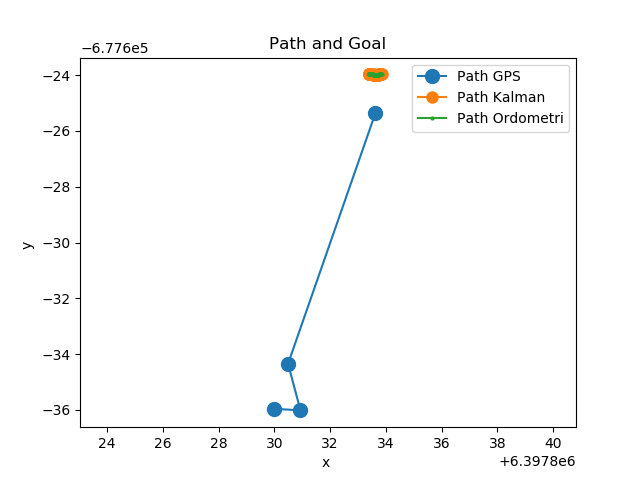 Path and Goal
−6.776e5
Path GPS
Path Kalman
Path Ordometri
−24
−26
−28
−30
−32
−34
−36
y
24 26 28 30 32 34 36 38 40
x
+6.3978e6